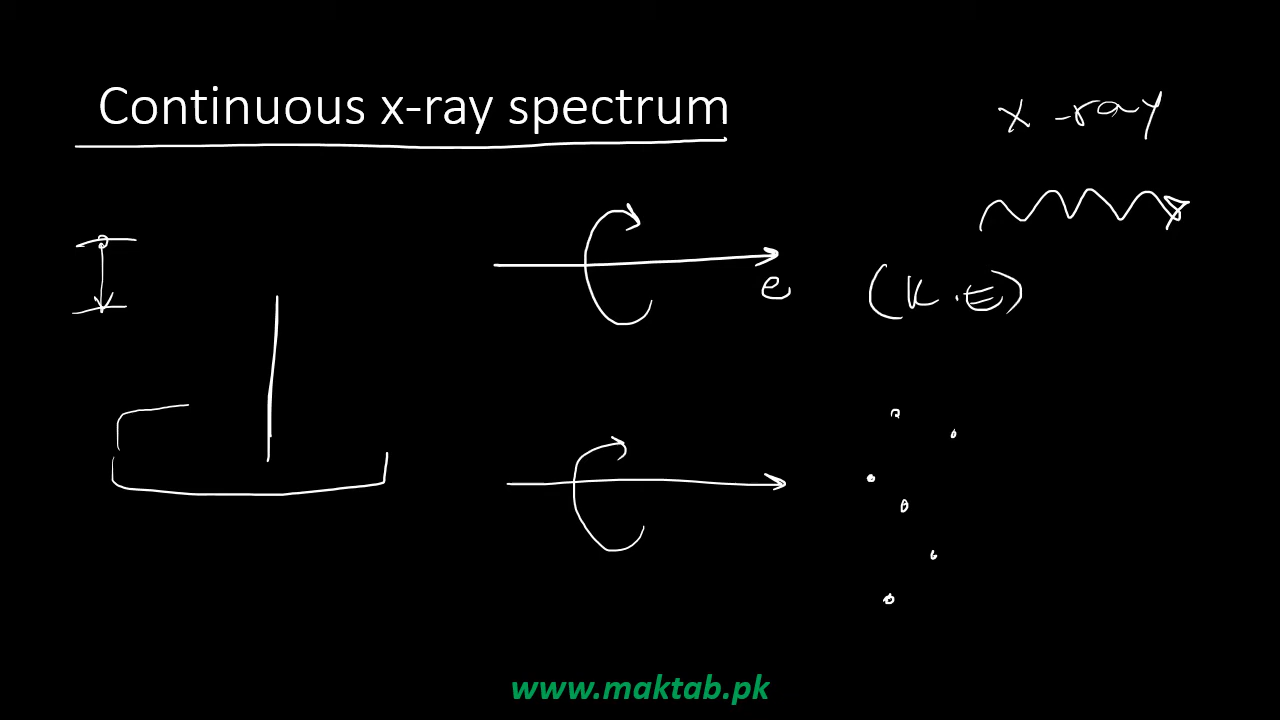 Continuous x-ray spectrum
x-ray
e
(K.E)
www.maktab.pk